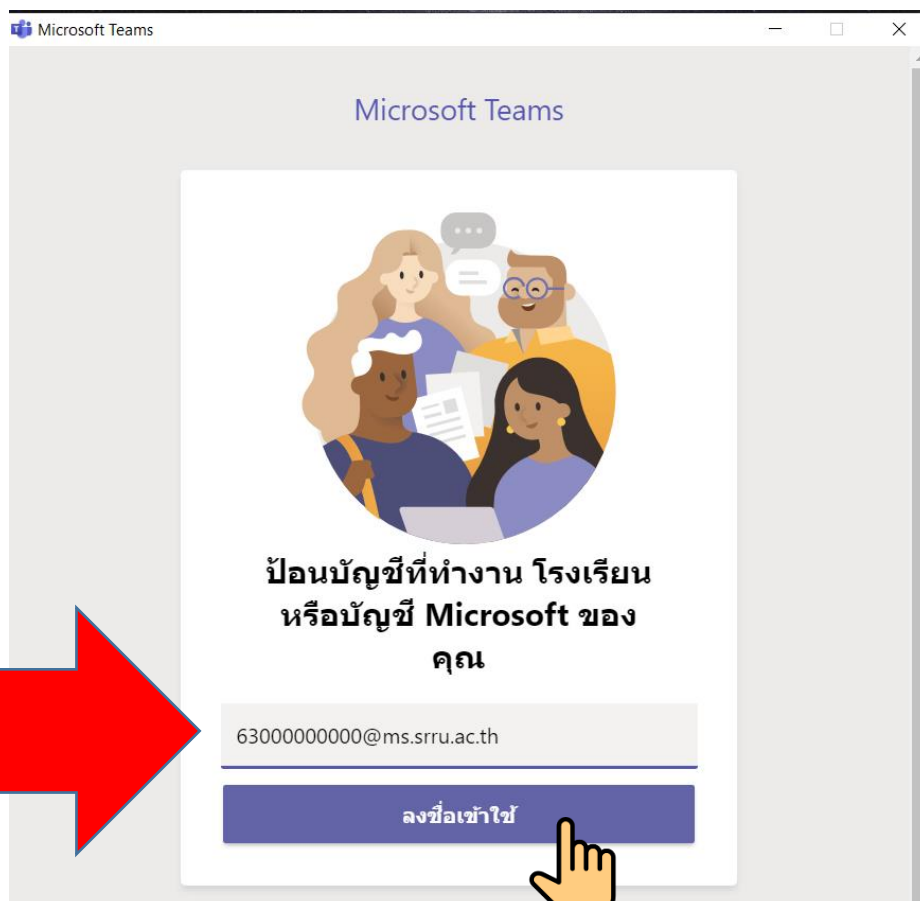 Microsoft Teams
Microsoft Teams
ป้อนบัญชีที่ทำงาน โรงเรียน
หรือบัญชี Microsoft ของ
คุณ
63000000000@ms.srru.ac.th
ลงชื่อเข้าใช้